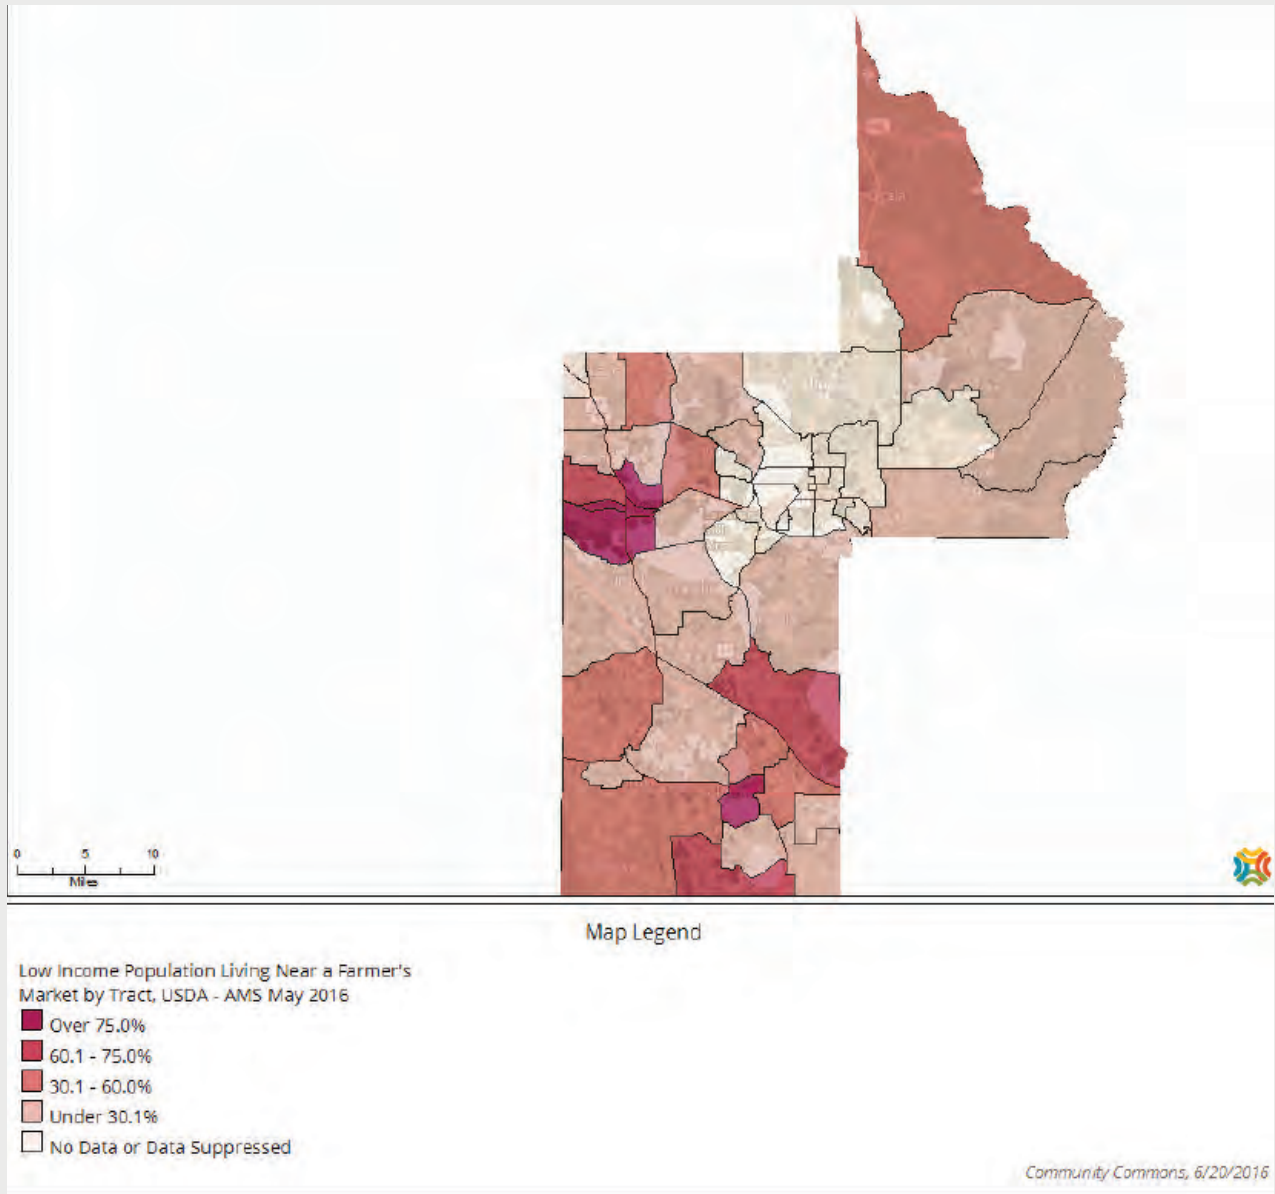 0 5 10
Miles
Map Legend
Low Income Population Living Near a Farmer's
Market by Tract, USDA - AMS May 2016
Over 75.0%
60.1 - 75.0%
30.1 - 60.0%
Under 30.1%
No Data or Data Suppressed
Community Commons, 6/20/2016